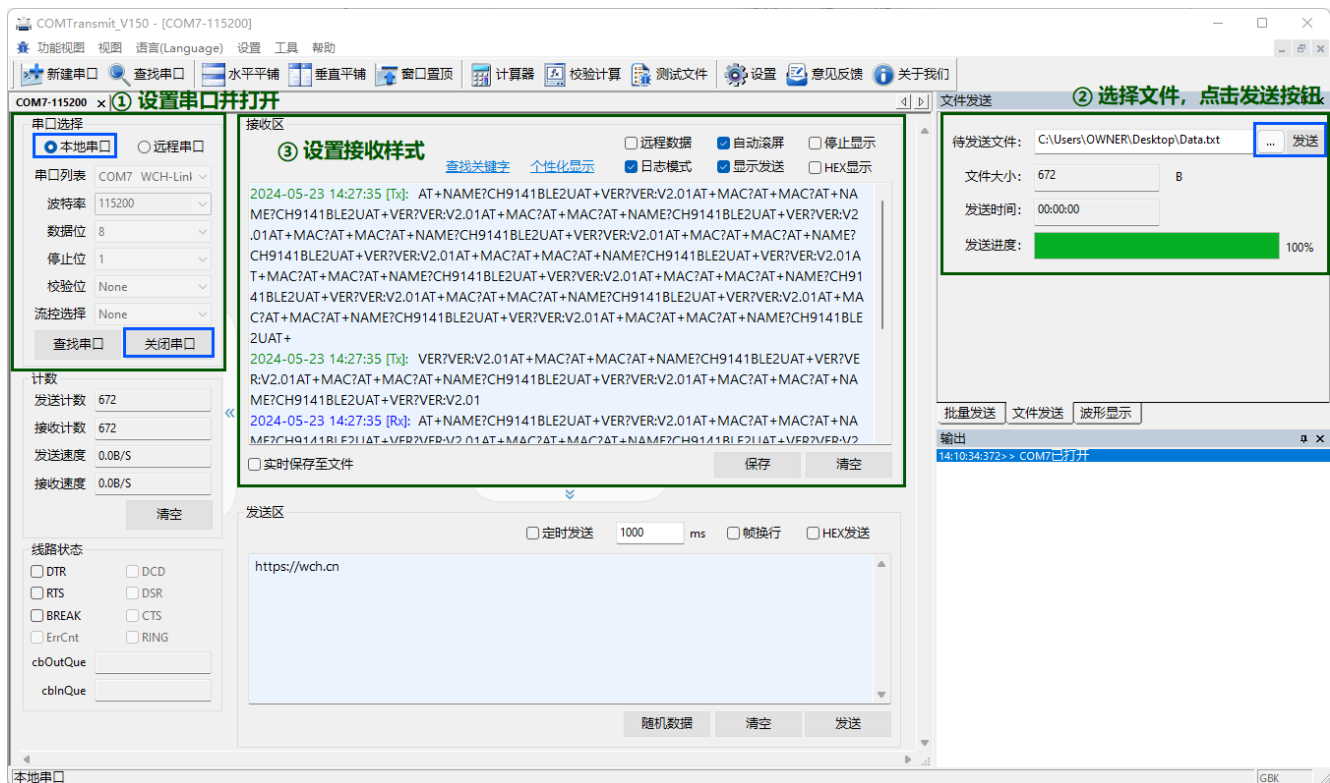 COMTransmit_V150 - [COM7-115200]
功能视图 视图 语言(Language) 设置 工具 帮助
新建串口 查找串口 水平平铺 垂直平铺 窗口置顶 计算器 校验计算 测试文件 设置 意见反馈 关于我们
COM7-115200 x ① 设置串口并打开
文件发送 ② 选择文件，点击发送按钮
串口选择
本地串口 远程串口
串口列表 COM7 WCH-Link
波特率 115200
数据位 8
停止位 1
校验位 None
流控选择 None
查找串口 关闭串口
计数
发送计数 672
接收计数 672
发送速度 0.0B/S
接收速度 0.0B/S
清空
线路状态
DTR DCD
RTS DSR
BREAK CTS
ErrCnt RING
cbOutQue
cbInQue
接收区
③ 设置接收样式
远程数据 自动滚屏 停止显示
查找关键字 个性化显示 日志模式 显示发送 HEX显示
2024-05-23 14:27:35 [Tx]: AT+NAME?CH9141BLE2UAT+VER?VER:V2.01AT+MAC?AT+MAC?AT+NA
ME?CH9141BLE2UAT+VER?VER:V2.01AT+MAC?AT+MAC?AT+NAME?CH9141BLE2UAT+VER?VER:V2
.01AT+MAC?AT+MAC?AT+NAME?CH9141BLE2UAT+VER?VER:V2.01AT+MAC?AT+MAC?AT+NAME?
CH9141BLE2UAT+VER?VER:V2.01AT+MAC?AT+MAC?AT+NAME?CH9141BLE2UAT+VER?VER:V2.01A
T+MAC?AT+MAC?AT+NAME?CH9141BLE2UAT+VER?VER:V2.01AT+MAC?AT+MAC?AT+NAME?CH91
41BLE2UAT+VER?VER:V2.01AT+MAC?AT+MAC?AT+NAME?CH9141BLE2UAT+VER?VER:V2.01AT+MA
C?AT+MAC?AT+NAME?CH9141BLE2UAT+VER?VER:V2.01AT+MAC?AT+MAC?AT+NAME?CH9141BLE
2UAT+
2024-05-23 14:27:35 [Tx]: VER?VER:V2.01AT+MAC?AT+MAC?AT+NAME?CH9141BLE2UAT+VER?VE
R:V2.01AT+MAC?AT+MAC?AT+NAME?CH9141BLE2UAT+VER?VER:V2.01AT+MAC?AT+MAC?AT+NA
ME?CH9141BLE2UAT+VER?VER:V2.01
2024-05-23 14:27:35 [Rx]: AT+NAME?CH9141BLE2UAT+VER?VER:V2.01AT+MAC?AT+MAC?AT+NA
ME?CH9141BLE2UAT+VER?VER:V2.01AT+MAC?AT+MAC?AT+NAME?CH9141BLE2UAT+VER?VER:V2
实时保存至文件 保存 清空
发送区
定时发送 1000 ms 帧换行 HEX发送
https://wch.cn
随机数据 清空 发送
待发送文件: C:\Users\OWNER\Desktop\Data.txt ... 发送
文件大小: 672 B
发送时间: 00:00:00
发送进度: 100%
批量发送 文件发送 波形显示
输出
14:10:34:372>> COM7已打开
本地串口 GBK